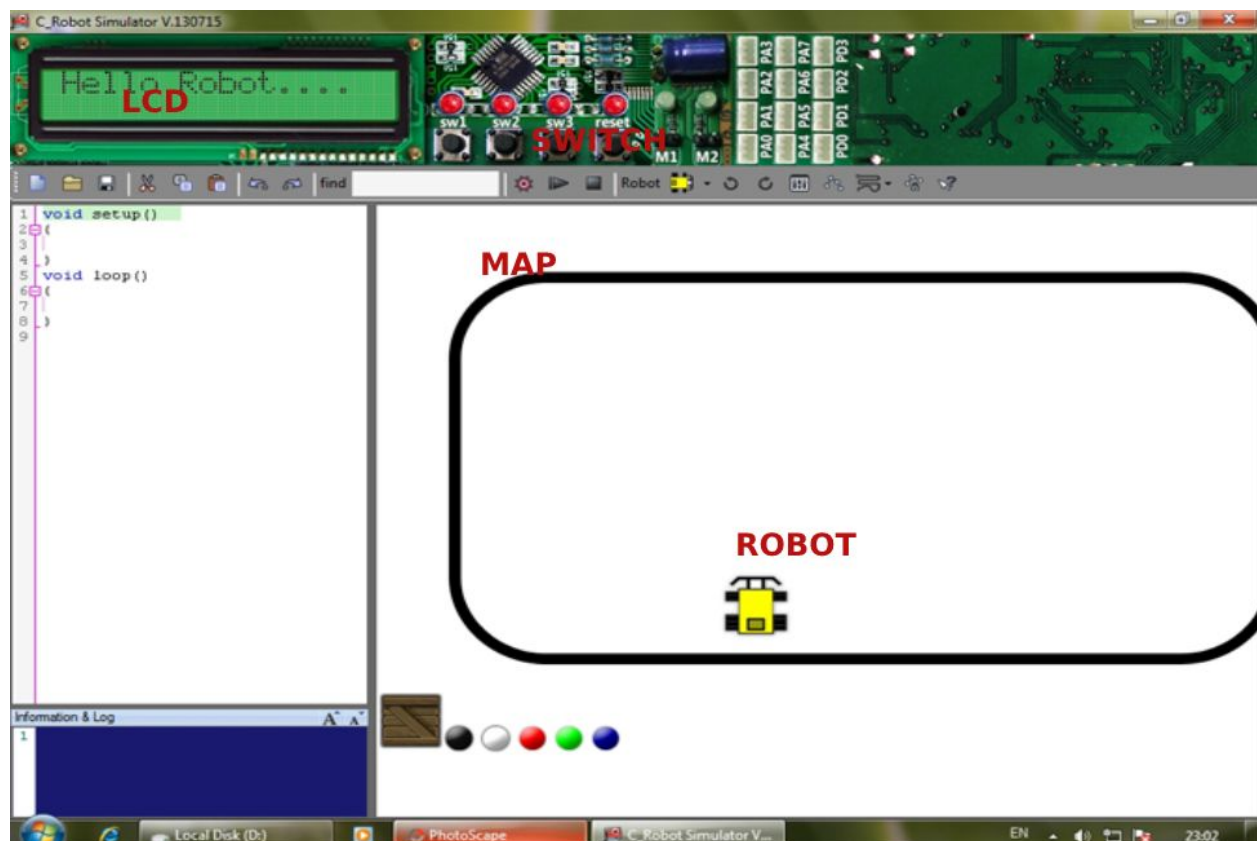 C_Robot Simulator V.130715
Hello Robot....
LCD
sw1 sw2 sw3 reset
SWITCH
M1 M2
PA0 PA1 PA2 PA3
PA4 PA5 PA6 PA7
PD0 PD1 PD2 PD3
find
Robot
1 void setup()
2 {
3
4 }
5 void loop()
6 {
7
8 }
9
MAP
ROBOT
Information & Log A A
1
Local Disk (D:) PhotoScape C_Robot Simulator V... EN 23:02